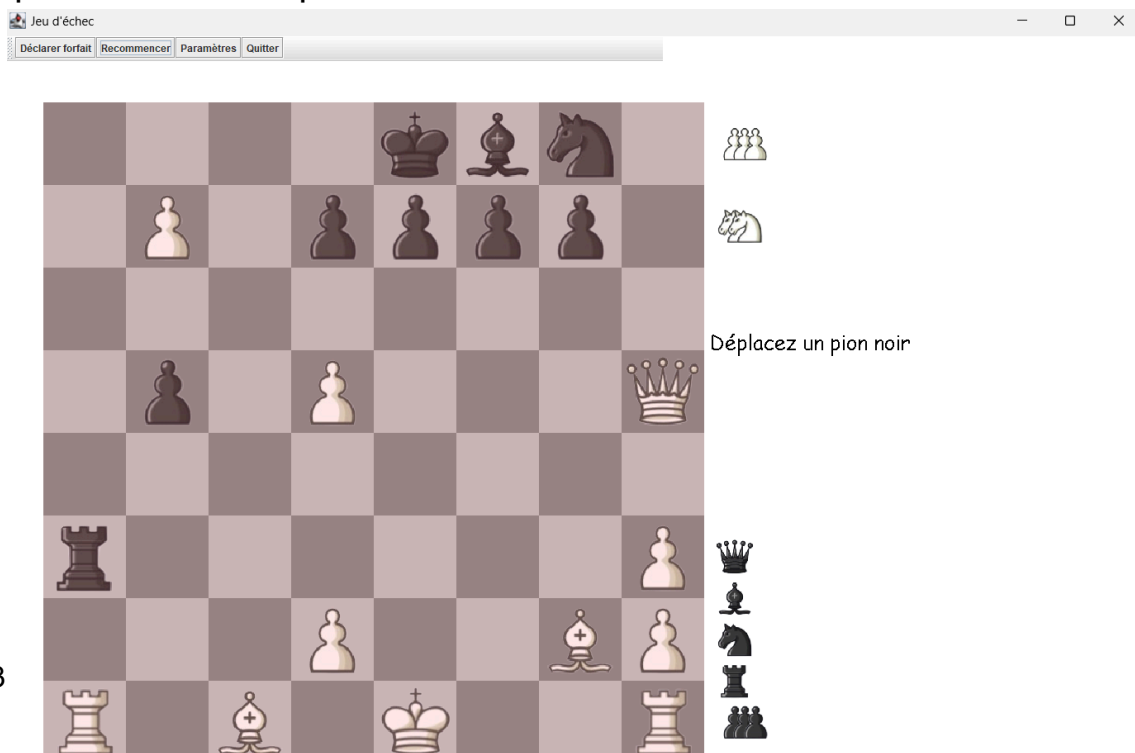 Jeu d'échec
Déclarer forfait Recommencer Paramètres Quitter
Déplacez un pion noir